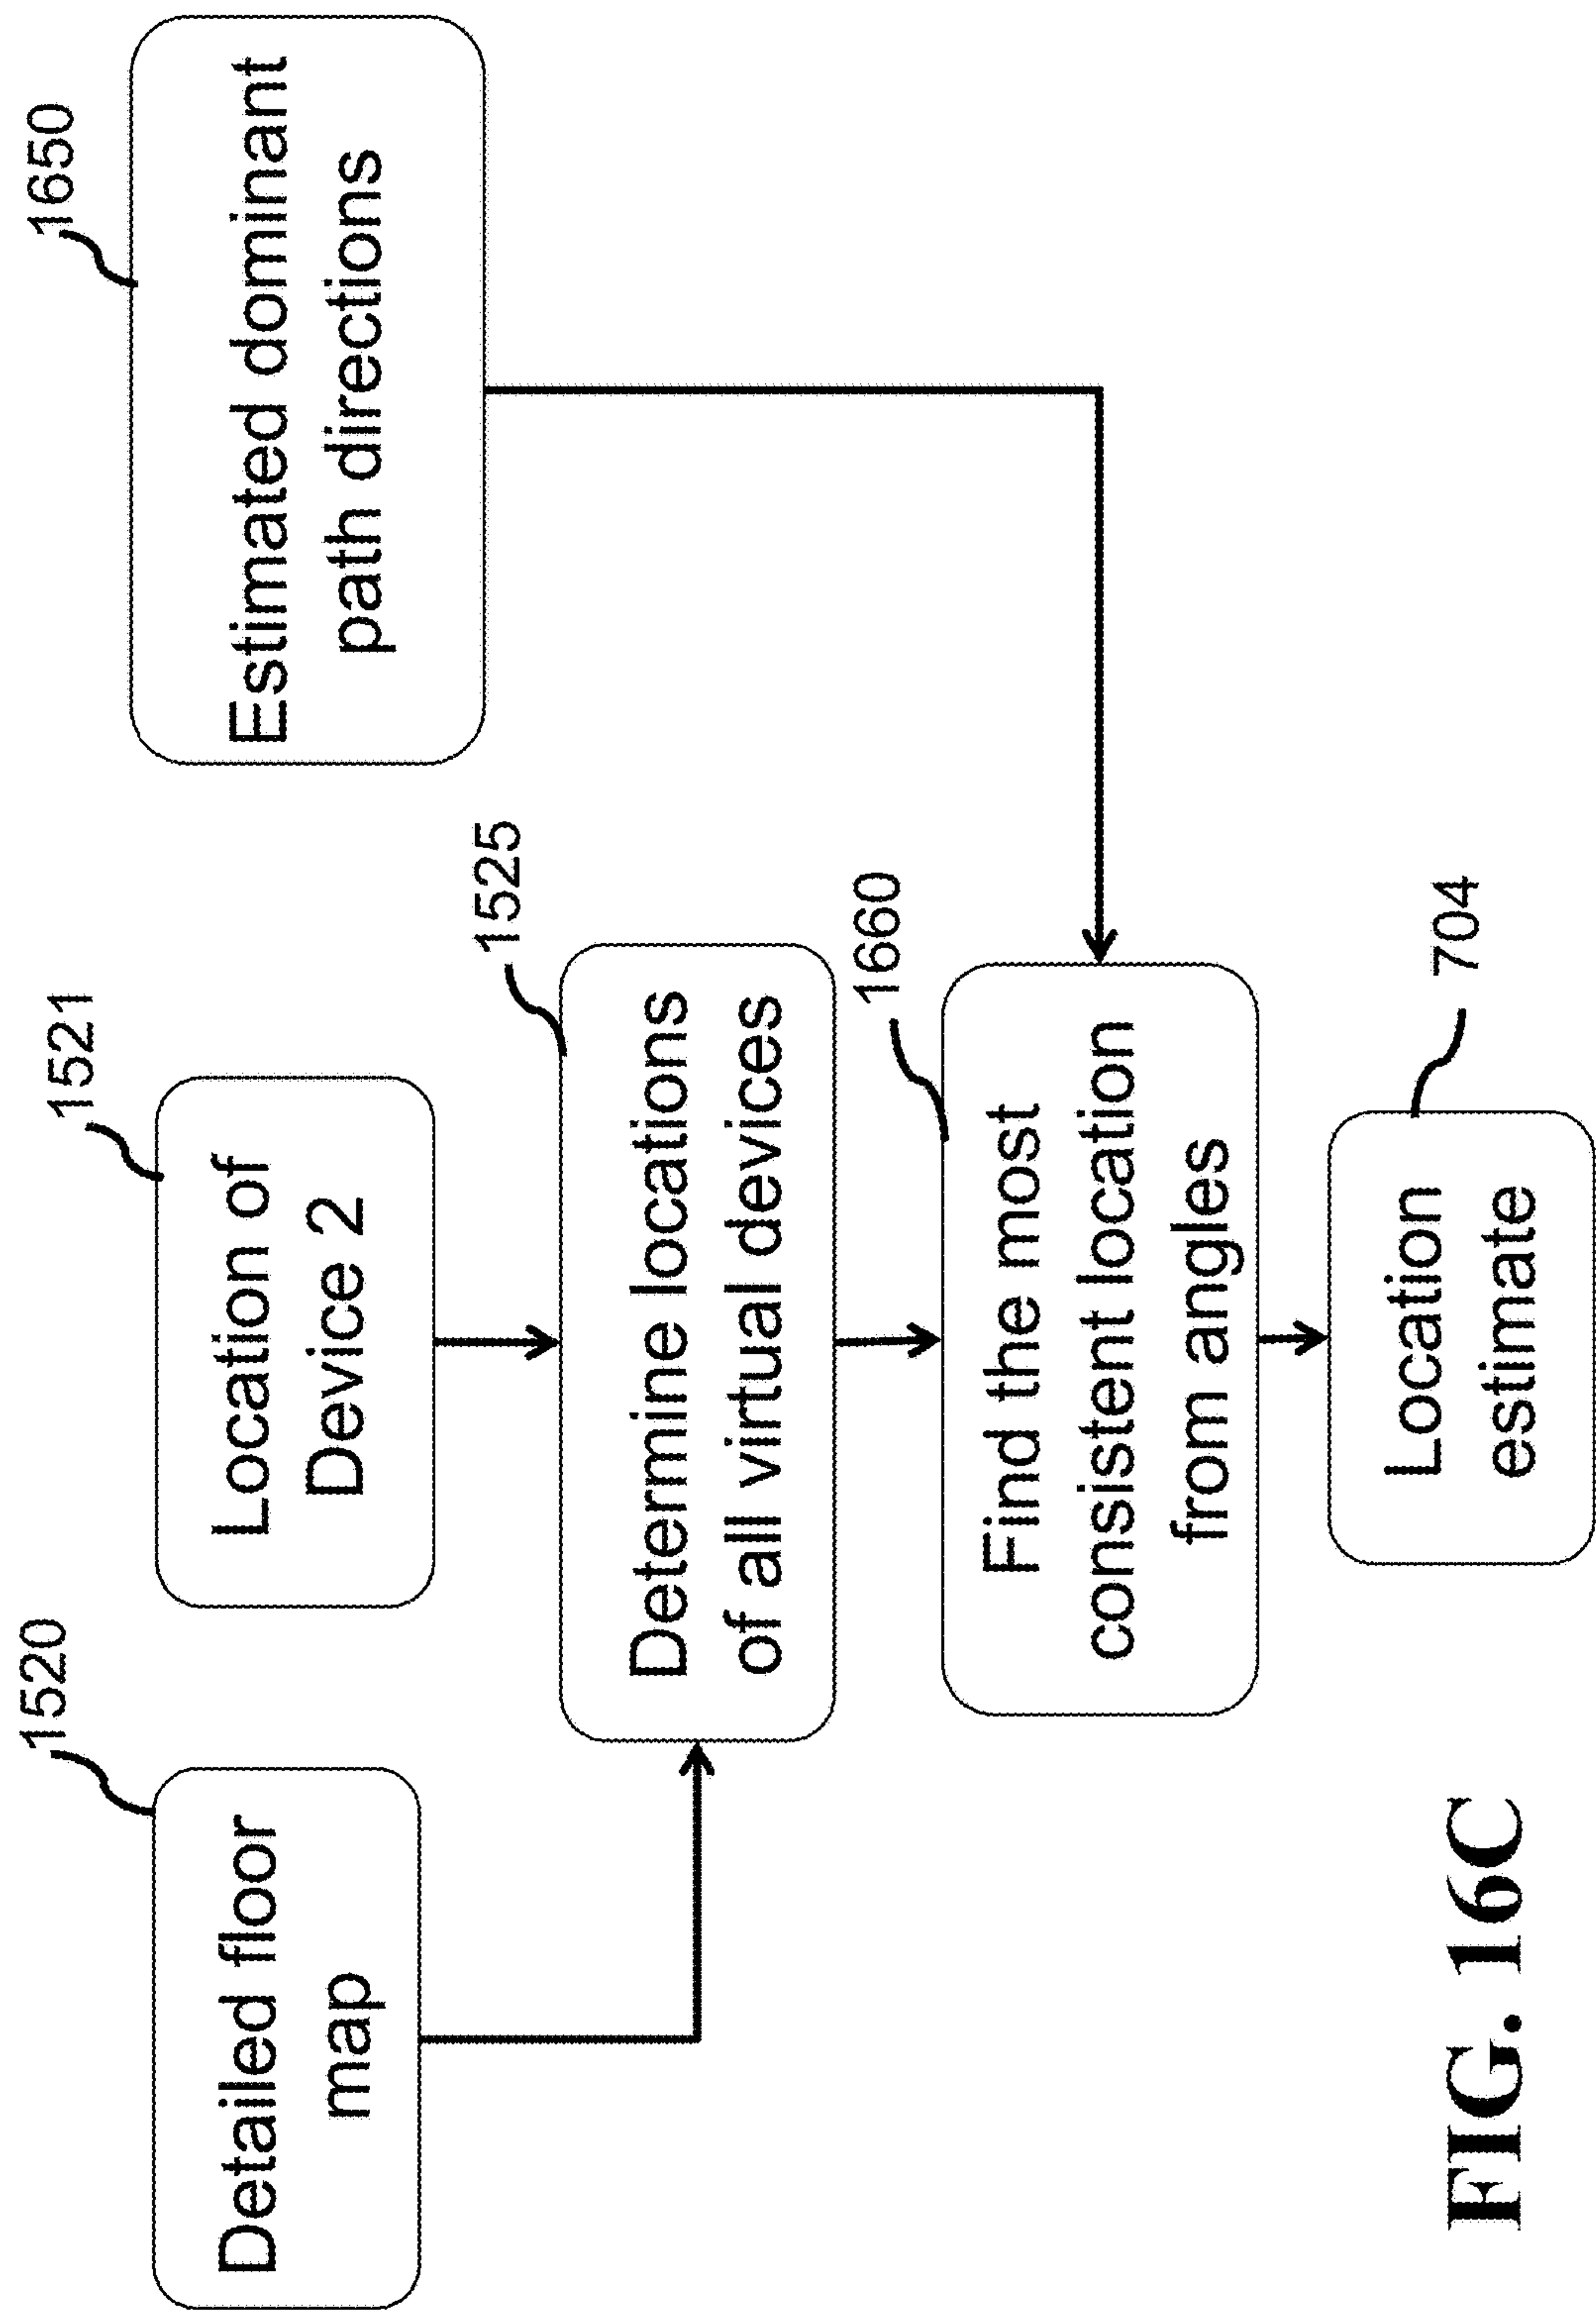 1520
Detailed floor
map
1521
Location of
Device 2
1650
Estimated dominant
path directions
1525
Determine locations
of all virtual devices
1660
Find the most
consistent location
from angles
704
Location
estimate
FIG. 16C